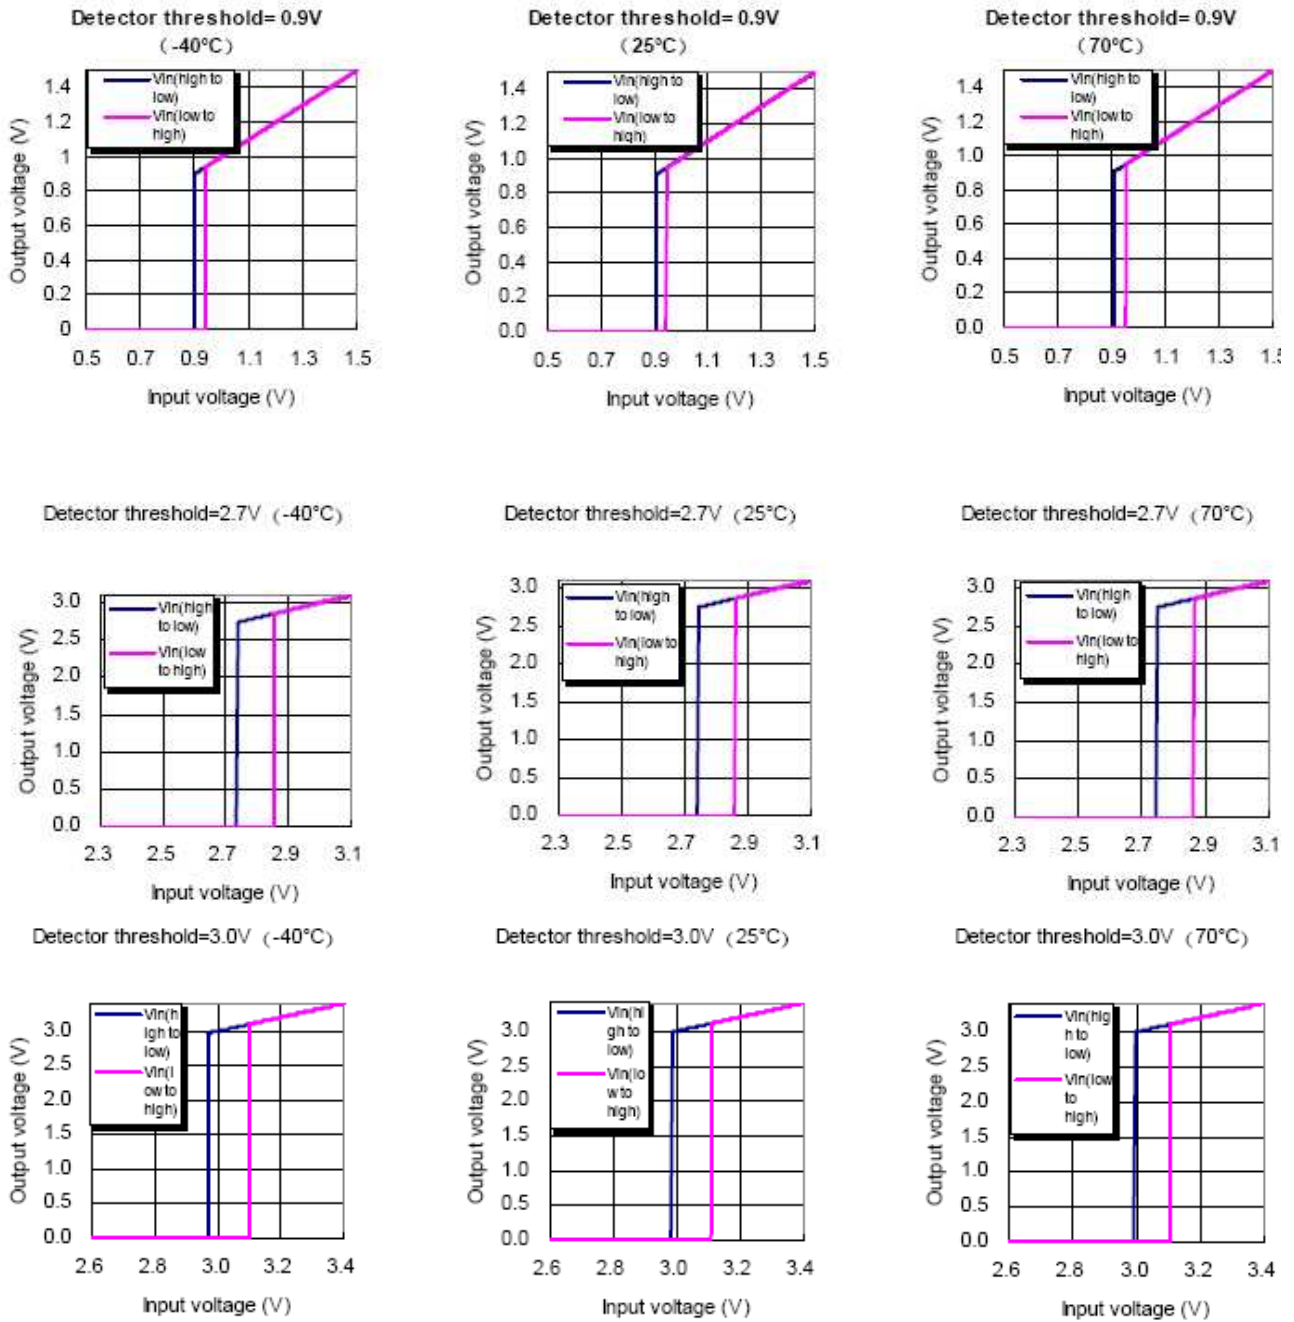 Detector threshold= 0.9V
(-40°C)
Vin(high to
low)
Vin(low to
high)
Output voltage (V)
1.4
1.2
1
0.8
0.6
0.4
0.2
0
0.5 0.7 0.9 1.1 1.3 1.5
Input voltage (V)
Detector threshold= 0.9V
(25°C)
Vin(high to
low)
Vin(low to
high)
Output voltage (V)
1.4
1.2
1.0
0.8
0.6
0.4
0.2
0.0
0.5 0.7 0.9 1.1 1.3 1.5
Input voltage (V)
Detector threshold= 0.9V
(70°C)
Vin(high to
low)
Vin(low to
high)
Output voltage (V)
1.4
1.2
1.0
0.8
0.6
0.4
0.2
0.0
0.5 0.7 0.9 1.1 1.3 1.5
Input voltage (V)
Detector threshold=2.7V (-40°C)
Vin(high
to low)
Vin(low
to high)
Output voltage (V)
3.0
2.5
2.0
1.5
1.0
0.5
0.0
2.3 2.5 2.7 2.9 3.1
Input voltage (V)
Detector threshold=2.7V (25°C)
Vin(high
to low)
Vin(low to
high)
Output voltage (V)
3.0
2.5
2.0
1.5
1.0
0.5
0.0
2.3 2.5 2.7 2.9 3.1
Input voltage (V)
Detector threshold=2.7V (70°C)
Vin(high
to low)
Vin(low to
high)
Output voltage (V)
3.0
2.5
2.0
1.5
1.0
0.5
0.0
2.3 2.5 2.7 2.9 3.1
Input voltage (V)
Detector threshold=3.0V (-40°C)
Vin(h
igh to
low)
Vin(l
ow to
high)
Output voltage (V)
3.0
2.5
2.0
1.5
1.0
0.5
0.0
2.6 2.8 3.0 3.2 3.4
Input voltage (V)
Detector threshold=3.0V (25°C)
Vin(hi
gh to
low)
Vin(lo
w to
high)
Output voltage (V)
3.0
2.5
2.0
1.5
1.0
0.5
0.0
2.6 2.8 3.0 3.2 3.4
Input voltage (V)
Detector threshold=3.0V (70°C)
Vin(hig
h to
low)
Vin(low
to
high)
Output voltage (V)
3.0
2.5
2.0
1.5
1.0
0.5
0.0
2.6 2.8 3.0 3.2 3.4
Input voltage (V)